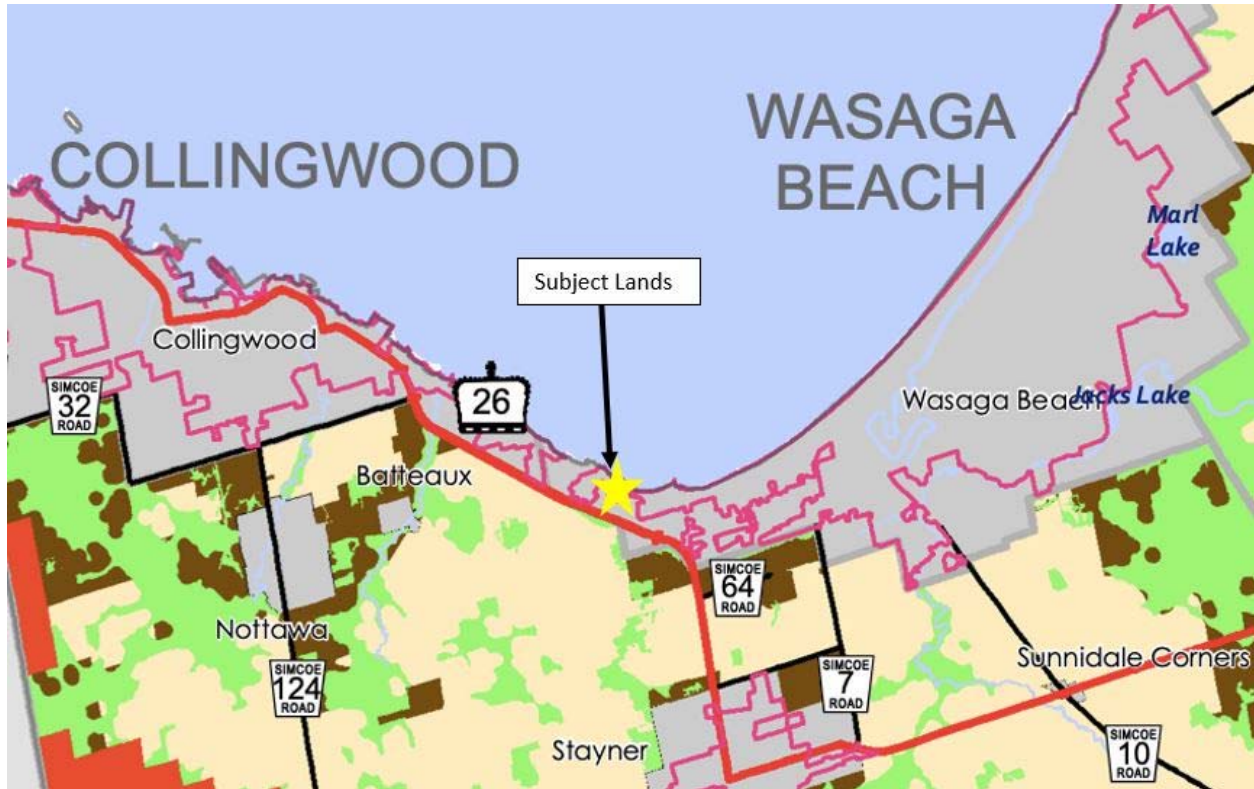 COLLINGWOOD
WASAGA
BEACH
Marl
Lake
Subject Lands
Collingwood
SIMCOE
32
ROAD
26
Wasaga Beach
Jacks Lake
Batteaux
SIMCOE
64
ROAD
Nottawa
SIMCOE
124
ROAD
SIMCOE
7
ROAD
Sunnidale Corners
Stayner
SIMCOE
10
ROAD